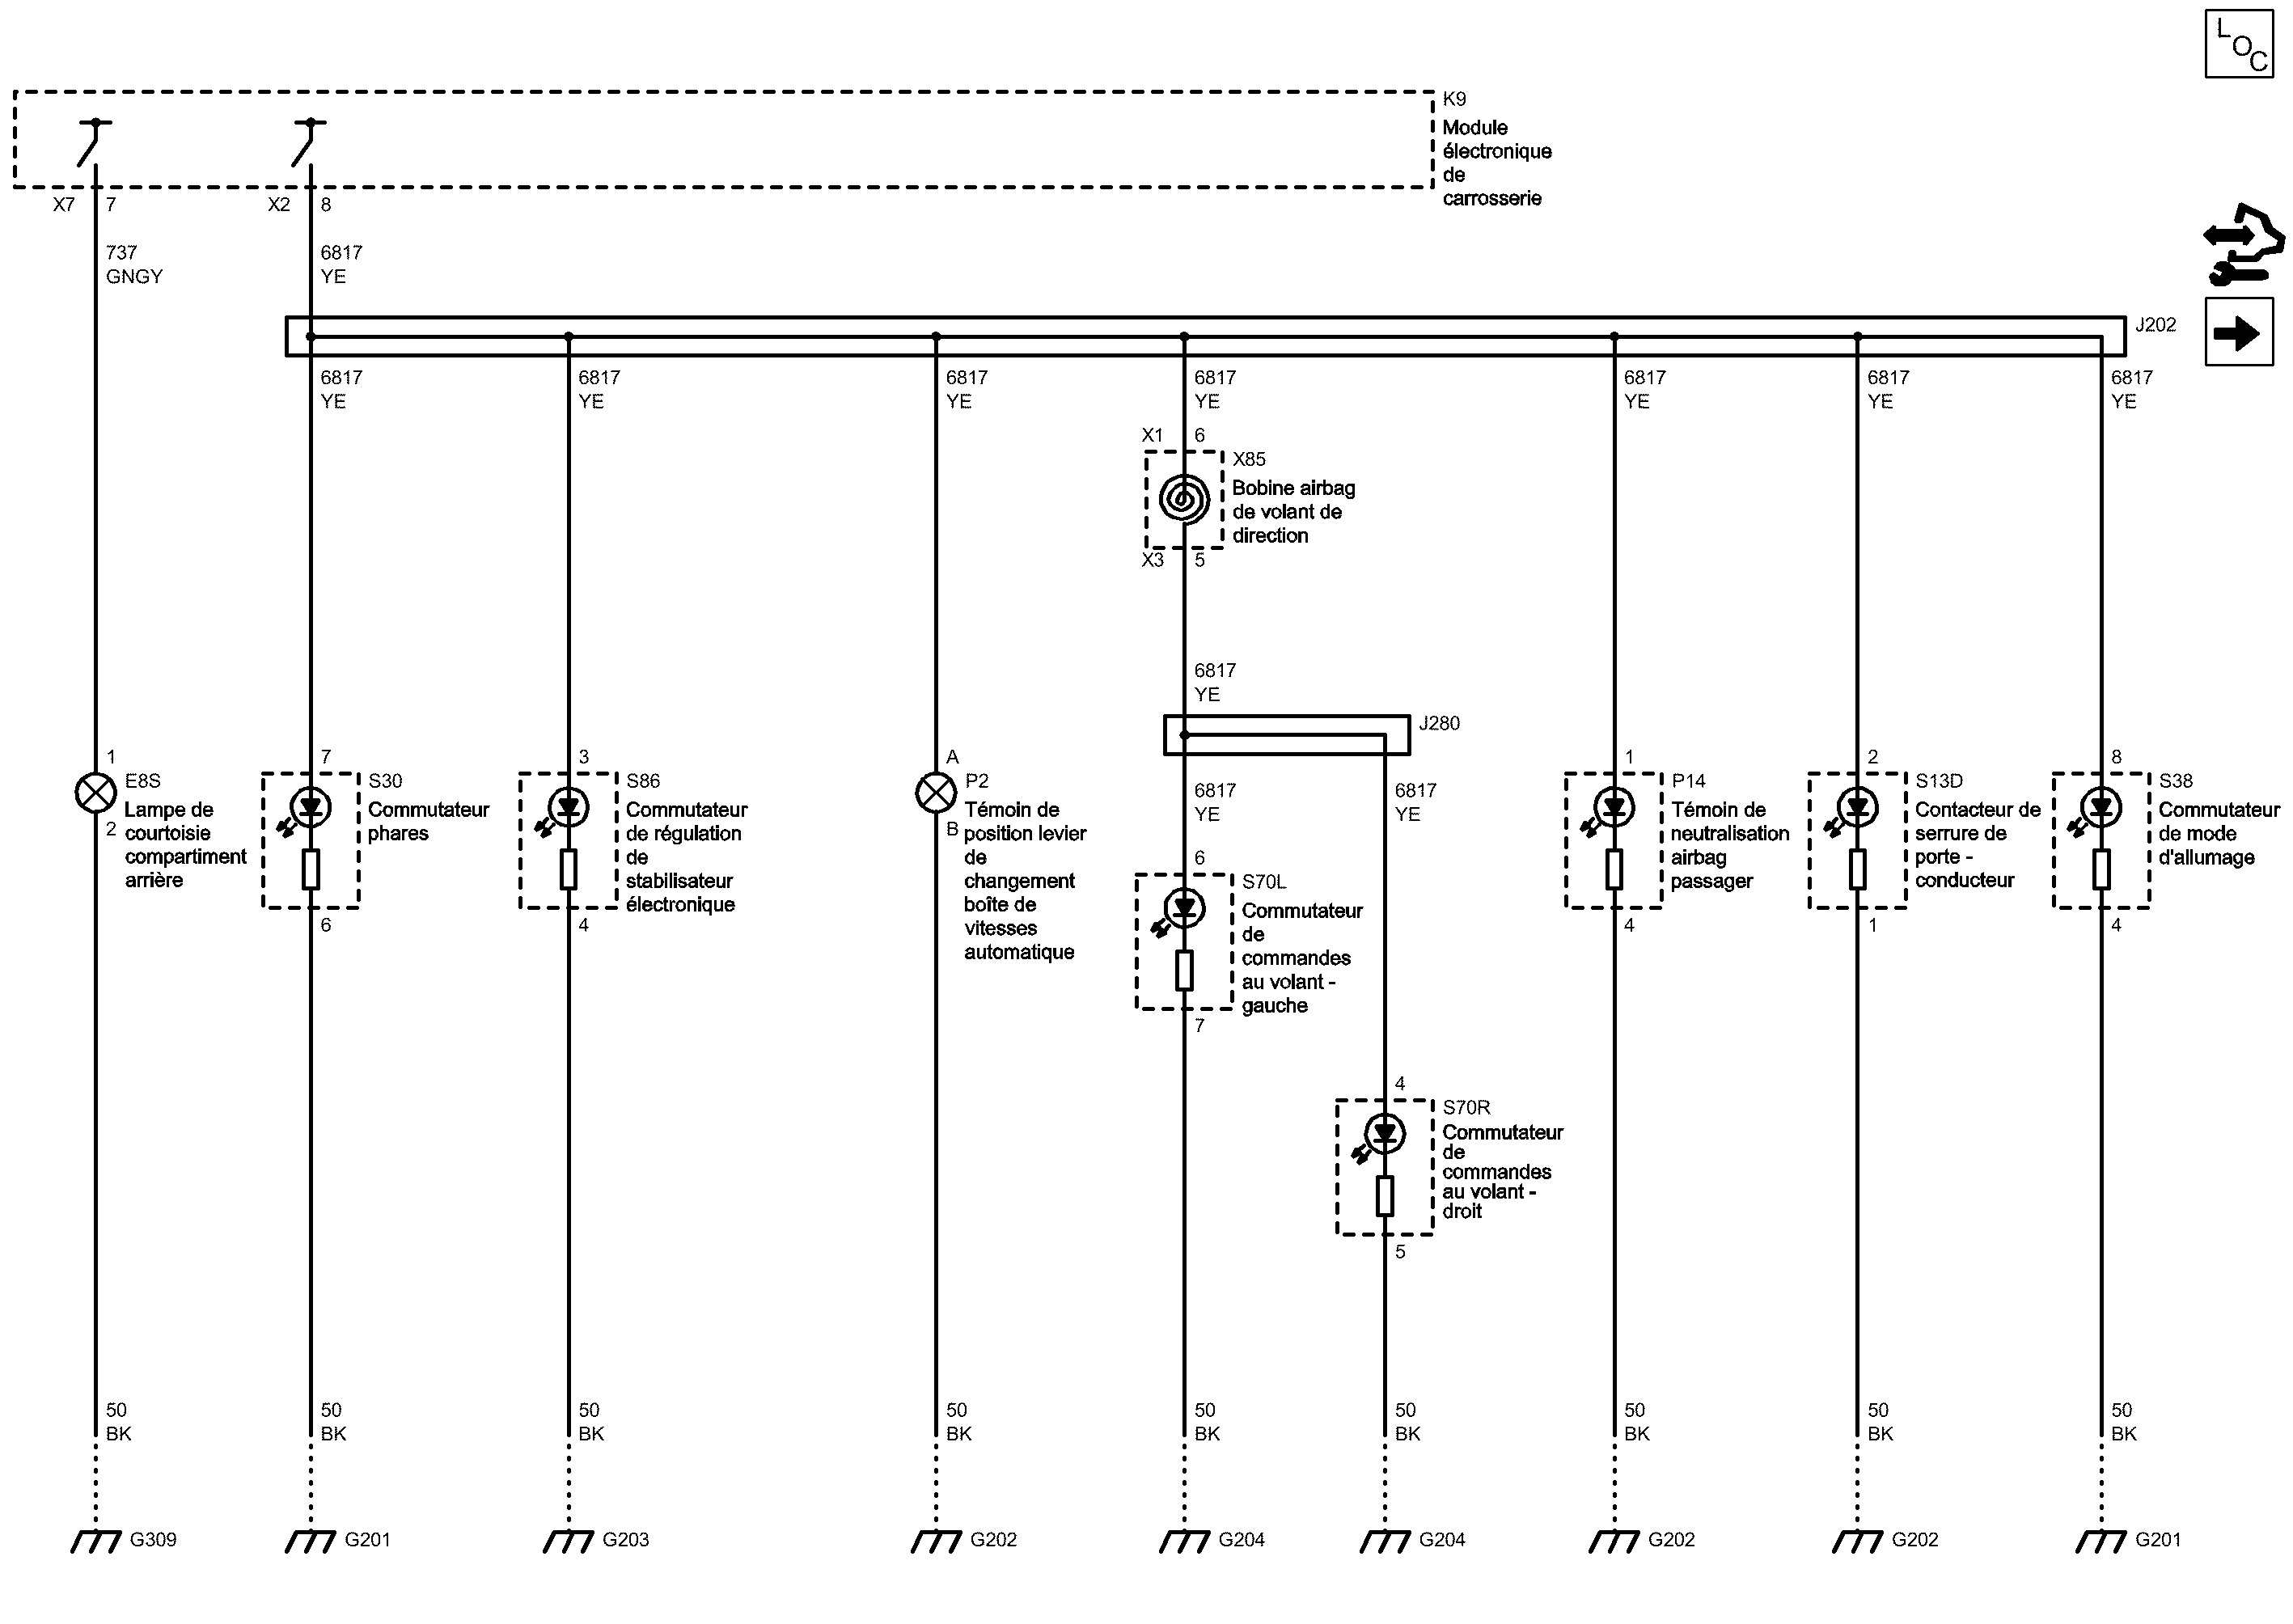 LOC
K9
Module
électronique
de
carrosserie
X7 7
X2 8
737
GNGY
6817
YE
J202
6817
YE
6817
YE
6817
YE
6817
YE
6817
YE
6817
YE
6817
YE
X1 6
X85
Bobine airbag
de volant de
direction
X3 5
6817
YE
J280
6817
YE
6817
YE
1
E8S
Lampe de
courtoisie
compartiment
arrière
2
7
S30
Commutateur
phares
6
3
S86
Commutateur
de régulation
de
stabilisateur
électronique
4
A
P2
Témoin de
position levier
de
changement
boîte de
vitesses
automatique
B
6
S70L
Commutateur
de
commandes
au volant -
gauche
7
4
S70R
Commutateur
de
commandes
au volant -
droit
5
1
P14
Témoin de
neutralisation
airbag
passager
4
2
S13D
Contacteur de
serrure de
porte -
conducteur
1
8
S38
Commutateur
de mode
d'allumage
4
50
BK
50
BK
50
BK
50
BK
50
BK
50
BK
50
BK
50
BK
50
BK
G309
G201
G203
G202
G204
G204
G202
G202
G201